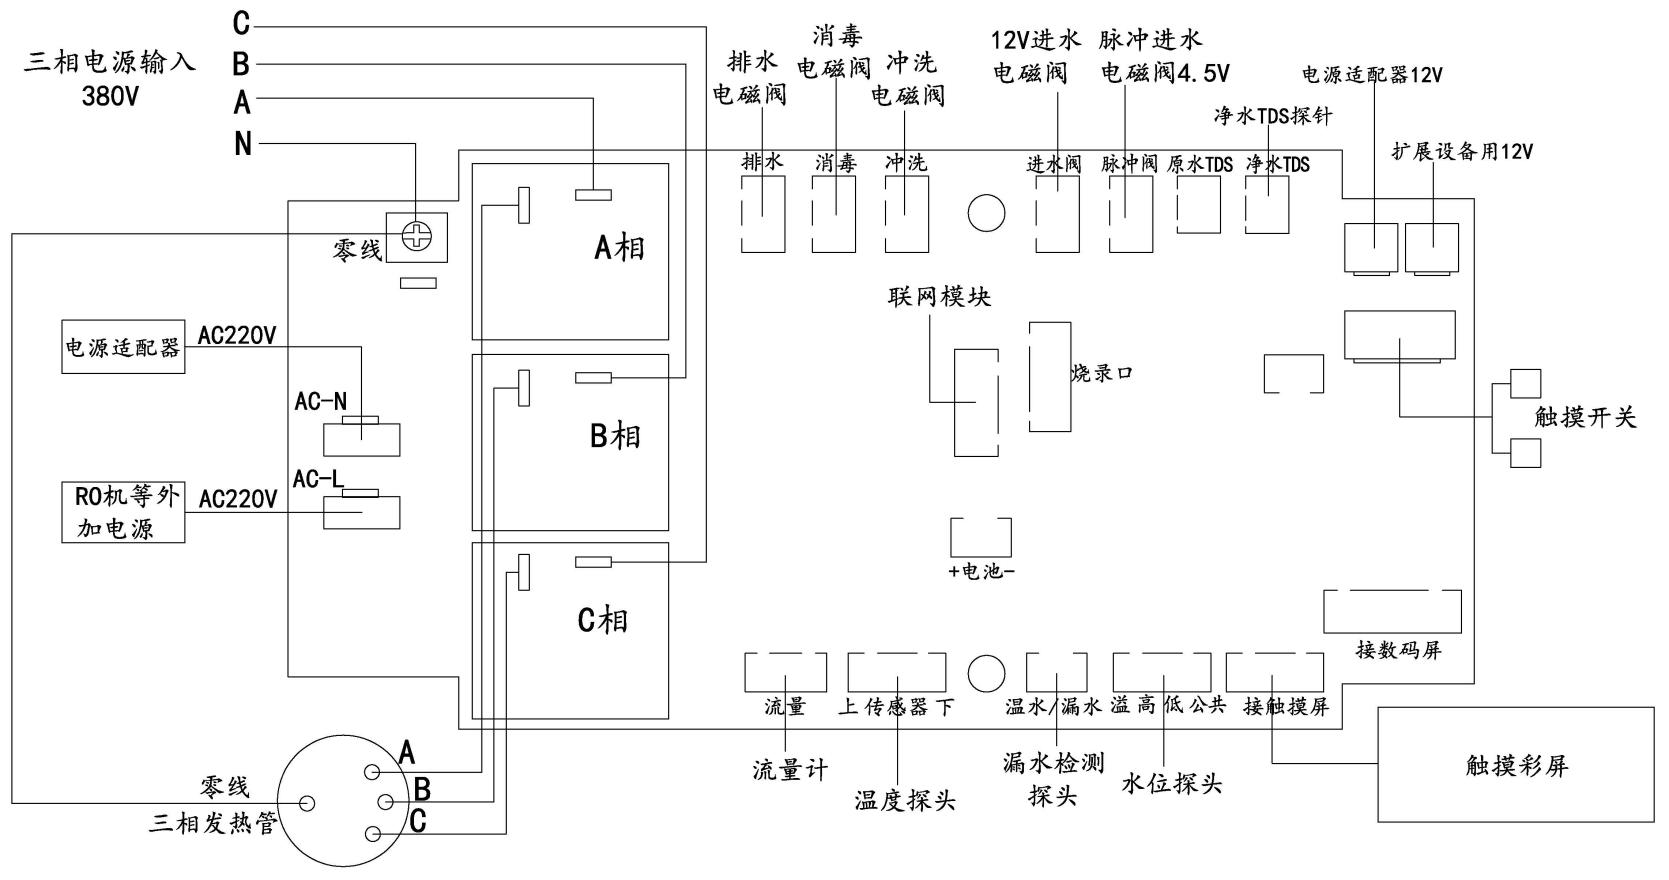 三相电源输入
380V
C
B
A
N
排水
电磁阀
消毒
电磁阀
冲洗
电磁阀
12V进水
电磁阀
脉冲进水
电磁阀4.5V
电源适配器12V
净水TDS探针
扩展设备用12V
排水
消毒
冲洗
进水阀
脉冲阀
原水TDS
净水TDS
零线
A相
联网模块
电源适配器
AC220V
烧录口
AC-N
触摸开关
B相
AC-L
RO机等外
加电源
AC220V
+电池-
C相
接数码屏
流量
上传感器下
温水/漏水
溢高低公共
接触摸屏
流量计
温度探头
漏水检测
探头
水位探头
触摸彩屏
零线
三相发热管
A
B
C